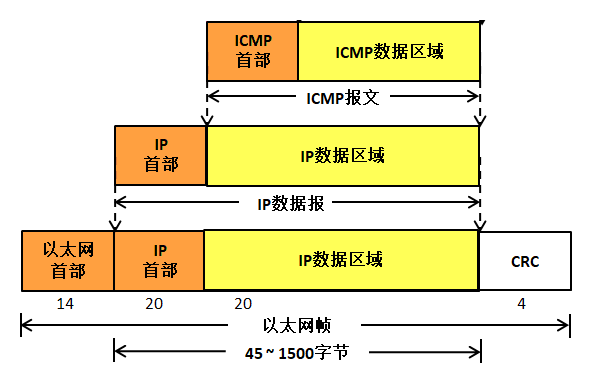 ICMP
首部
ICMP数据区域
ICMP报文
IP
首部
IP数据区域
IP数据报
以太网
首部
IP
首部
IP数据区域
CRC
14
20
20
4
以太网帧
45 ~ 1500字节